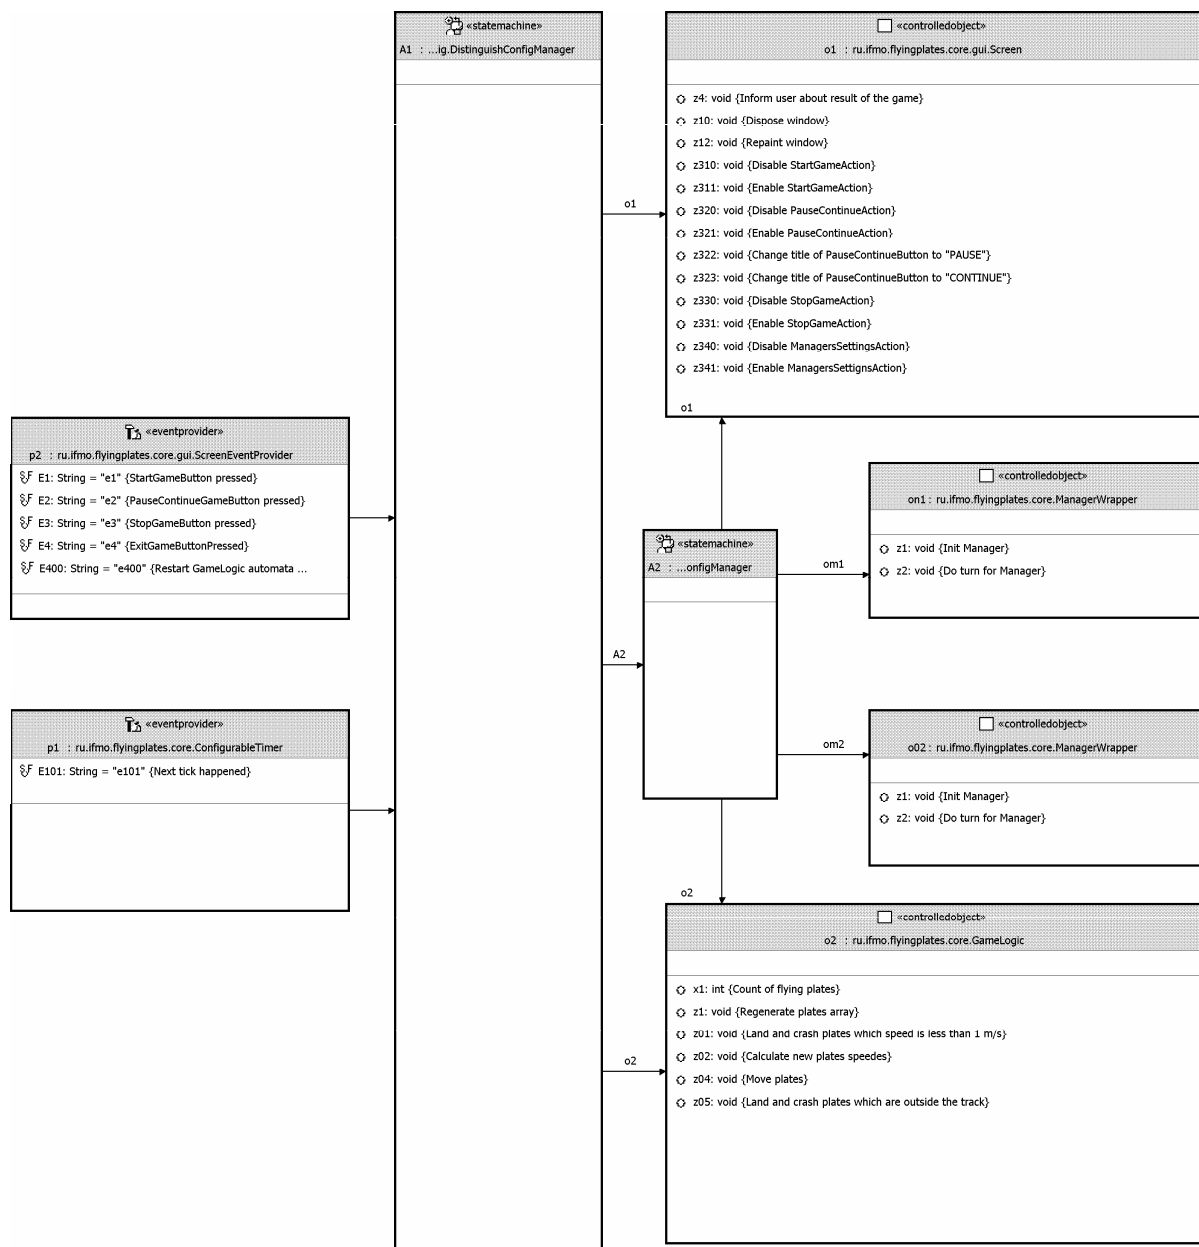 «statemachine»
A1 : ...ig.DistinguishConfigManager
«controlledobject»
o1 : ru.ifmo.flyingplates.core.gui.Screen
z4: void {Inform user about result of the game}
z10: void {Dispose window}
z12: void {Repaint window}
z310: void {Disable StartGameAction}
z311: void {Enable StartGameAction}
z320: void {Disable PauseContinueAction}
z321: void {Enable PauseContinueAction}
z322: void {Change title of PauseContinueButton to "PAUSE"}
z323: void {Change title of PauseContinueButton to "CONTINUE"}
z330: void {Disable StopGameAction}
z331: void {Enable StopGameAction}
z340: void {Disable ManagersSettingsAction}
z341: void {Enable ManagersSettignsAction}
o1
o1
«eventprovider»
p2 : ru.ifmo.flyingplates.core.gui.ScreenEventProvider
E1: String = "e1" {StartGameButton pressed}
E2: String = "e2" {PauseContinueGameButton pressed}
E3: String = "e3" {StopGameButton pressed}
E4: String = "e4" {ExitGameButtonPressed}
E400: String = "e400" {Restart GameLogic automata ...
«controlledobject»
on1 : ru.ifmo.flyingplates.core.ManagerWrapper
z1: void {Init Manager}
z2: void {Do turn for Manager}
«statemachine»
A2 : ...onfigManager
om1
A2
«eventprovider»
p1 : ru.ifmo.flyingplates.core.ConfigurableTimer
E101: String = "e101" {Next tick happened}
om2
«controlledobject»
o02 : ru.ifmo.flyingplates.core.ManagerWrapper
z1: void {Init Manager}
z2: void {Do turn for Manager}
o2
«controlledobject»
o2 : ru.ifmo.flyingplates.core.GameLogic
x1: int {Count of flying plates}
z1: void {Regenerate plates array}
z01: void {Land and crash plates which speed is less than 1 m/s}
z02: void {Calculate new plates speedes}
z04: void {Move plates}
z05: void {Land and crash plates which are outside the track}
o2